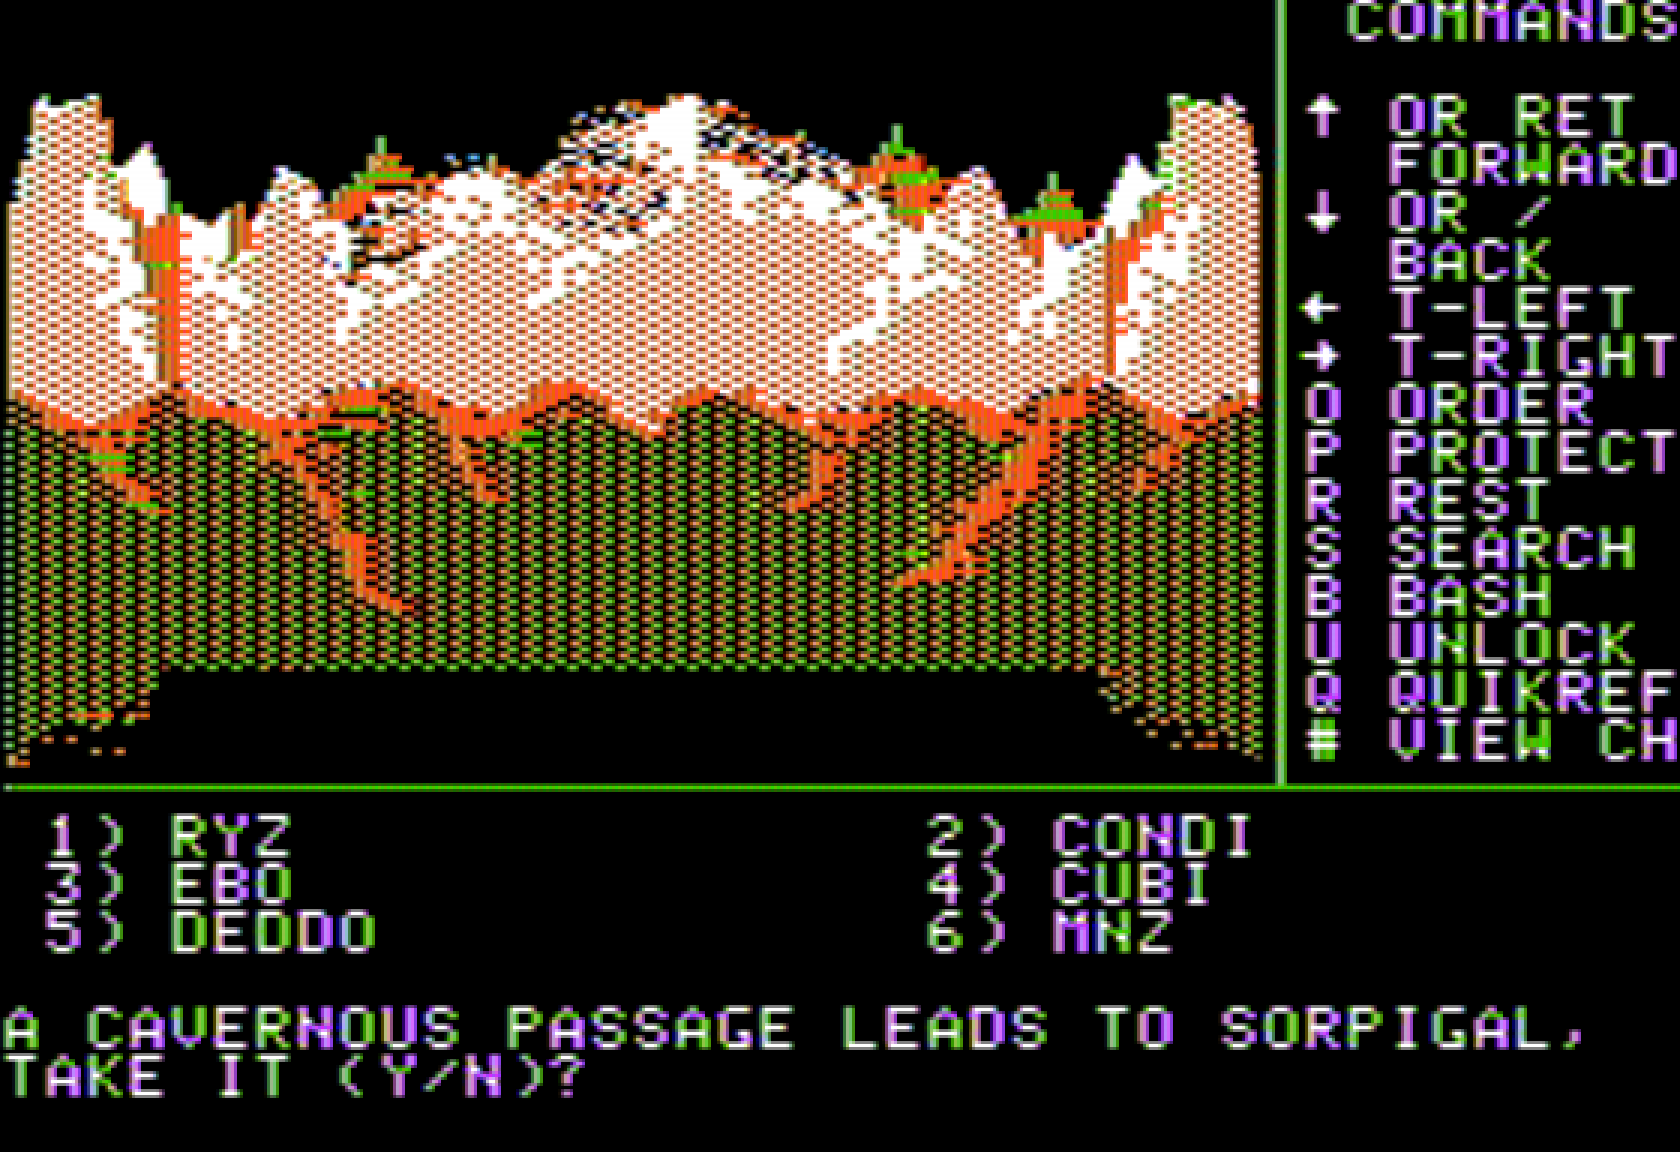 COMMANDS
↑ OR RET
FORWARD
↓ OR /
BACK
← T-LEFT
→ T-RIGHT
O ORDER
P PROTECT
R REST
S SEARCH
B BASH
U UNLOCK
Q QUIKREF
# VIEW CH
1) RYZ 2) CONDI
3) EBO 4) CUBI
5) DEDDO 6) MNZ
A CAVERNOUS PASSAGE LEADS TO SORPIGAL,
TAKE IT (Y/N)?